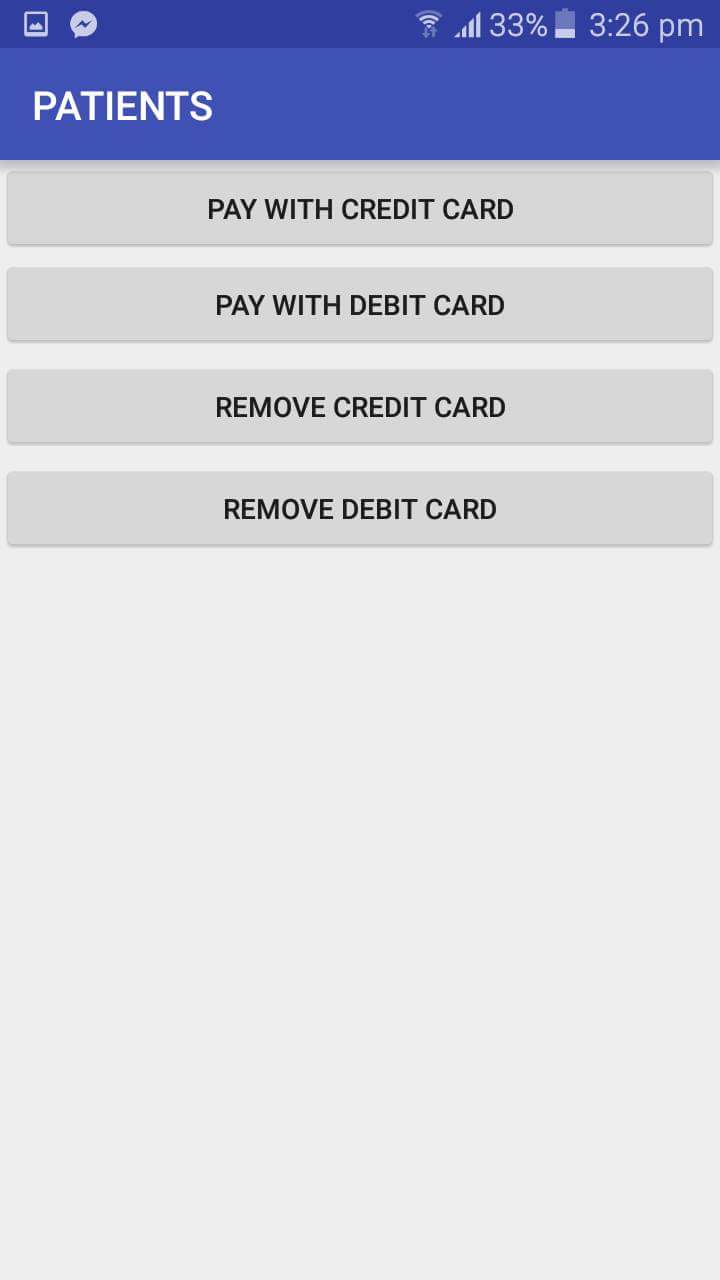 33% 3:26 pm
PATIENTS
PAY WITH CREDIT CARD
PAY WITH DEBIT CARD
REMOVE CREDIT CARD
REMOVE DEBIT CARD